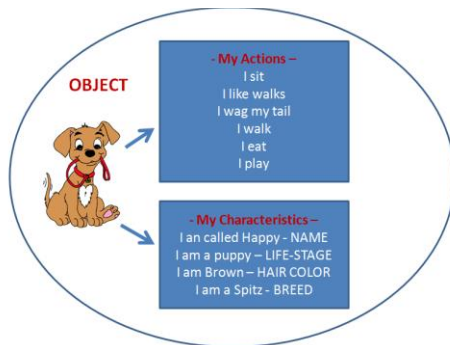 OBJECT
- My Actions –
I sit
I like walks
I wag my tail
I walk
I eat
I play
- My Characteristics –
I an called Happy - NAME
I am a puppy – LIFE-STAGE
I am Brown – HAIR COLOR
I am a Spitz - BREED